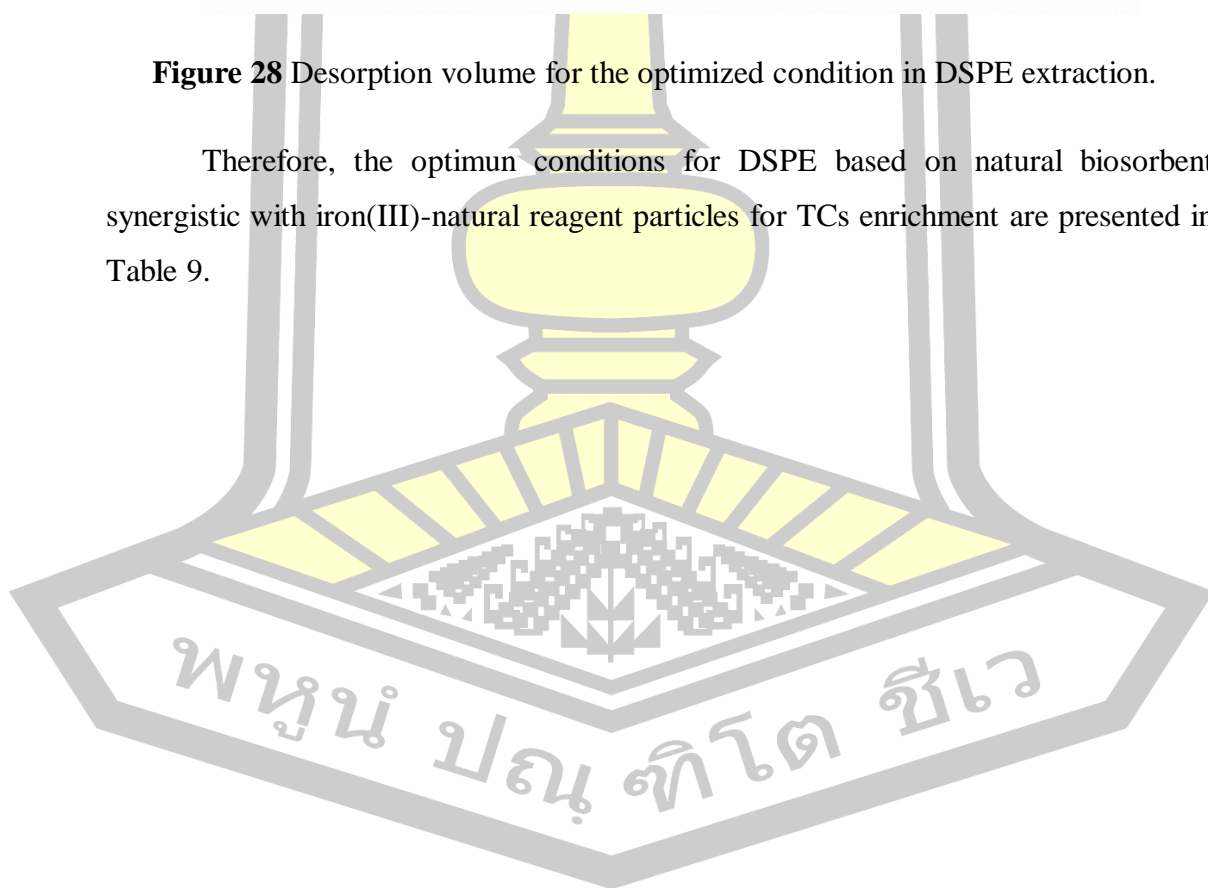 Figure 28 Desorption volume for the optimized condition in DSPE extraction.
Therefore, the optimun conditions for DSPE based on natural biosorbent
synergistic with iron(III)-natural reagent particles for TCs enrichment are presented in
Table 9.
พหูนํ ปณฺฑิโต ชีเว